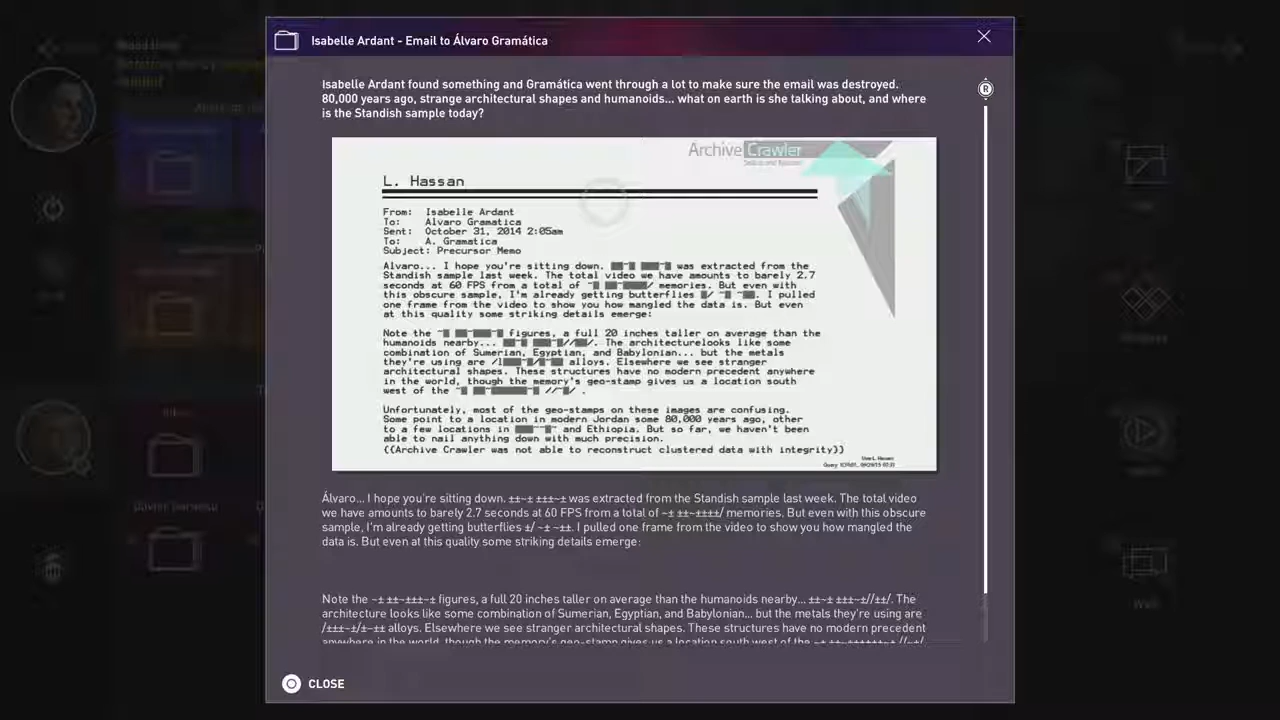 Isabelle Ardant - Email to Álvaro Gramática
Isabelle Ardant found something and Gramática went through a lot to make sure the email was destroyed.
80,000 years ago, strange architectural shapes and humanoids... what on earth is she talking about, and where
is the Standish sample today?
R
Archive Crawler
L. Hassan
From: Isabelle Ardant
To: Alvaro Gramatica
Sent: October 31, 2014 2:05am
To: A. Gramatica
Subject: Precursor Memo
Alvaro... I hope you're sitting down. ▓▓~▓ ▓▓▓~▓ was extracted from the
Standish sample last week. The total video we have amounts to barely 2.7
seconds at 60 FPS from a total of ~▓ ▓▓~▓▓▓▓/ memories. But even with
this obscure sample, I'm already getting butterflies ▓/ ~▓ ~▓▓. I pulled
one frame from the video to show you how mangled the data is. But even
at this quality some striking details emerge:
Note the ~▓ ▓▓~▓▓▓~▓ figures, a full 20 inches taller on average than the
humanoids nearby... ▓▓~▓ ▓▓▓~▓//▓▓/. The architecturelooks like some
combination of Sumerian, Egyptian, and Babylonian... but the metals
they're using are /▓▓▓~▓/▓~▓▓ alloys. Elsewhere we see stranger
architectural shapes. These structures have no modern precedent anywhere
in the world, though the memory's geo-stamp gives us a location south
west of the ~▓ ▓▓~▓▓▓▓▓▓~▓ //~▓/ .
Unfortunately, most of the geo-stamps on these images are confusing.
Some point to a location in modern Jordan some 80,000 years ago, other
to a few locations in ▓▓▓~▓~▓ and Ethiopia. But so far, we haven't been
able to nail anything down with much precision.
((Archive Crawler was not able to reconstruct clustered data with integrity))
Álvaro... I hope you're sitting down. ±±~± ±±±~± was extracted from the Standish sample last week. The total video
we have amounts to barely 2.7 seconds at 60 FPS from a total of ~± ±±~±±±±/ memories. But even with this obscure
sample, I'm already getting butterflies ±/ ~± ~±±. I pulled one frame from the video to show you how mangled the
data is. But even at this quality some striking details emerge:
Note the ~± ±±~±±±~± figures, a full 20 inches taller on average than the humanoids nearby... ±±~± ±±±~±//±±/. The
architecture looks like some combination of Sumerian, Egyptian, and Babylonian... but the metals they're using are
/±±±~±/±~±± alloys. Elsewhere we see stranger architectural shapes. These structures have no modern precedent
anywhere in the world, though the memory's geo-stamp gives us a location south west of the ~± ±±~±±±±±±~± //~±/
CLOSE